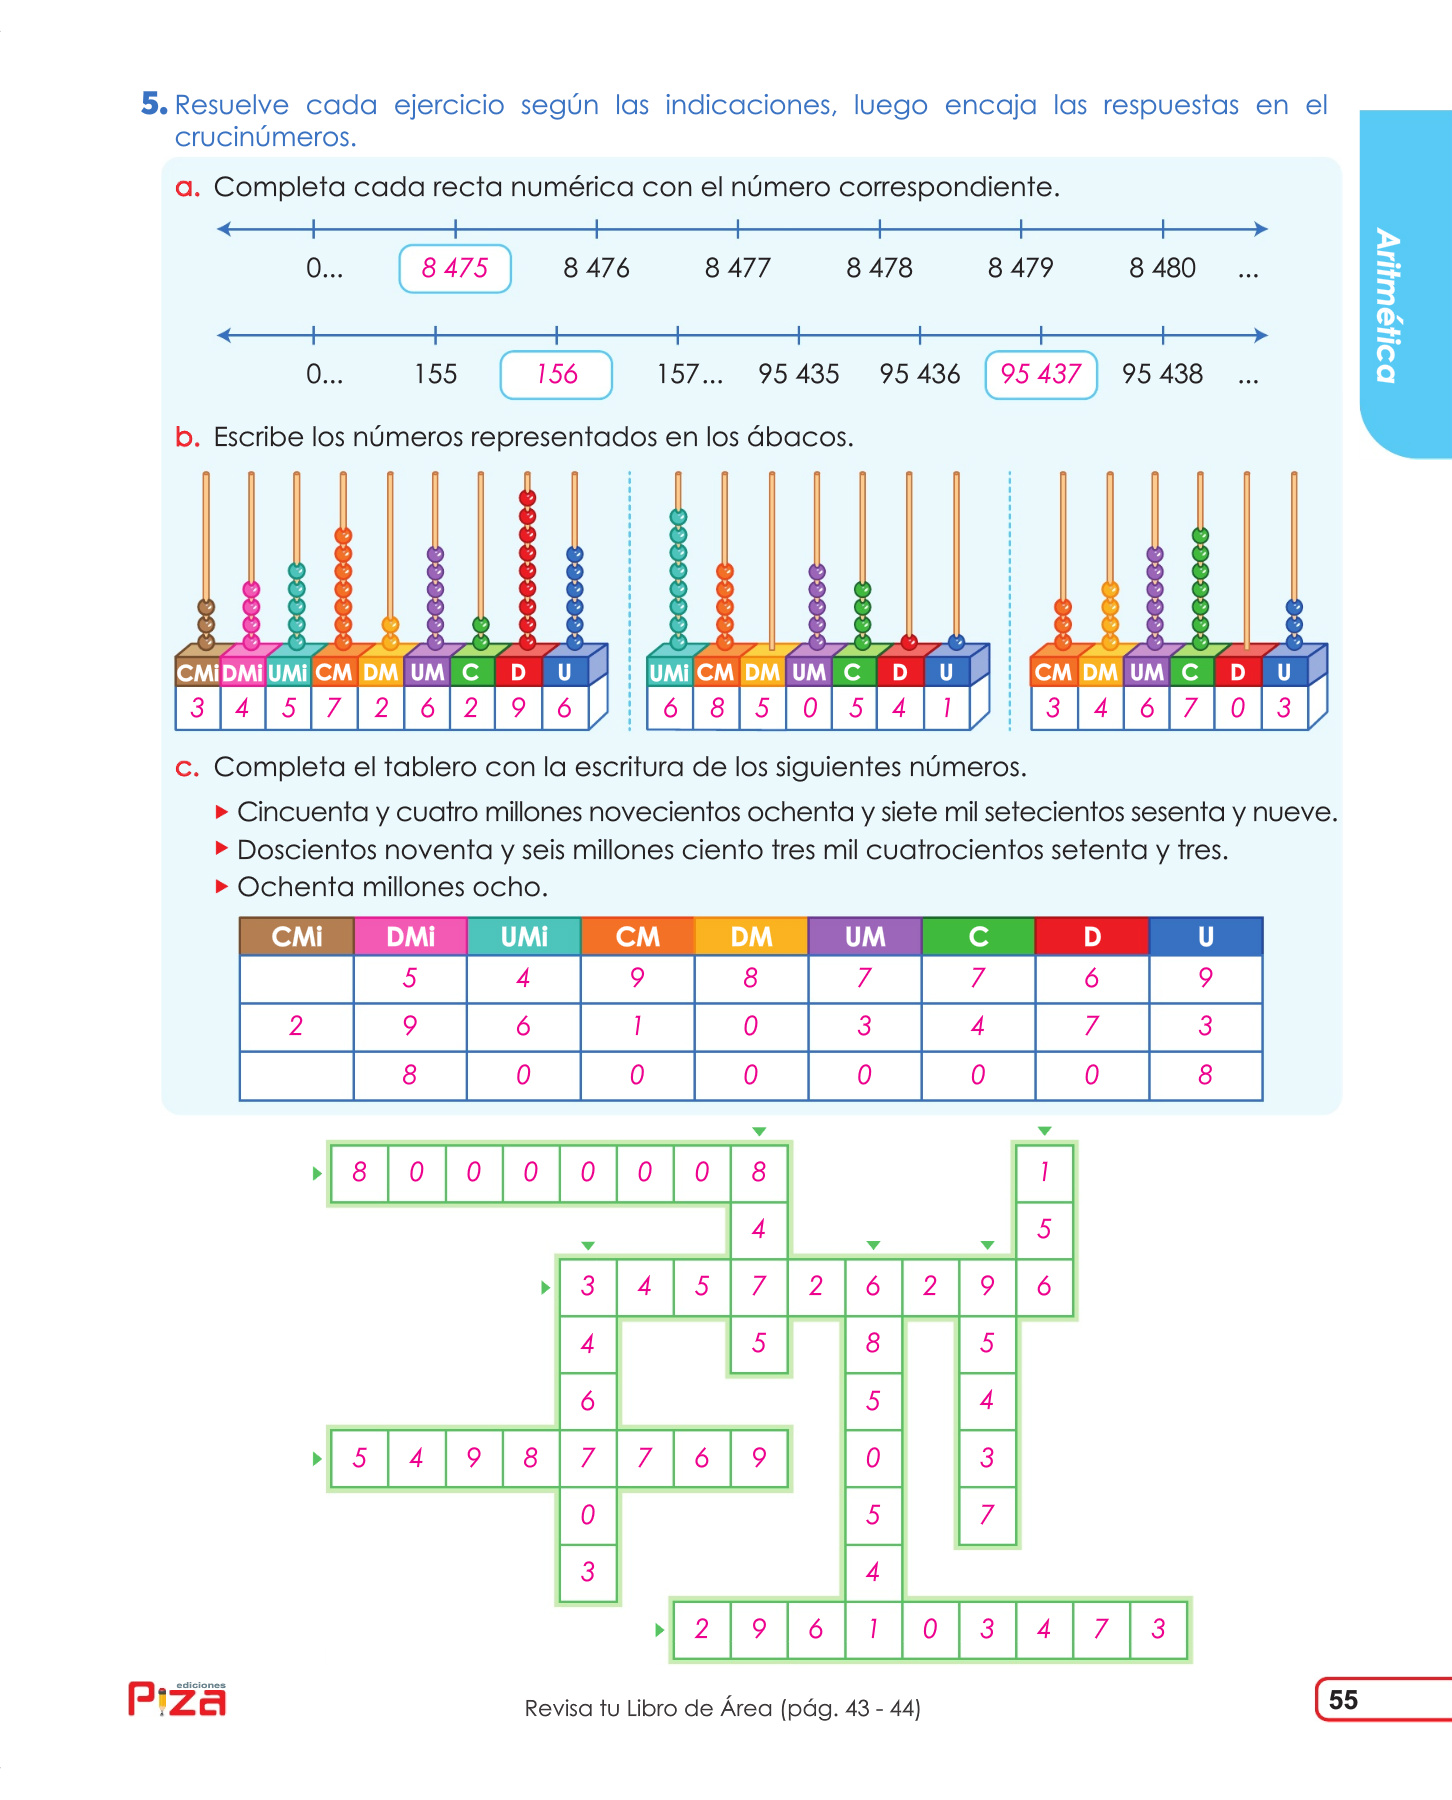 5. Resuelve cada ejercicio según las indicaciones, luego encaja las respuestas en el
crucinúmeros.
Aritmética
a. Completa cada recta numérica con el número correspondiente.
0... 8 475 8 476 8 477 8 478 8 479 8 480 ...
0... 155 156 157... 95 435 95 436 95 437 95 438 ...
b. Escribe los números representados en los ábacos.
CMi DMi UMi CM DM UM C D U
3 4 5 7 2 6 2 9 6
UMi CM DM UM C D U
6 8 5 0 5 4 1
CM DM UM C D U
3 4 6 7 0 3
c. Completa el tablero con la escritura de los siguientes números.
Cincuenta y cuatro millones novecientos ochenta y siete mil setecientos sesenta y nueve.
Doscientos noventa y seis millones ciento tres mil cuatrocientos setenta y tres.
Ochenta millones ocho.
CMi DMi UMi CM DM UM C D U
5 4 9 8 7 7 6 9
2 9 6 1 0 3 4 7 3
8 0 0 0 0 0 0 8
8 0 0 0 0 0 0 8 1
4 5
3 4 5 7 2 6 2 9 6
4 5 8 5
6 5 4
5 4 9 8 7 7 6 9 0 3
0 5 7
3 4
2 9 6 1 0 3 4 7 3
ediciones
Piza
Revisa tu Libro de Área (pág. 43 - 44)
55